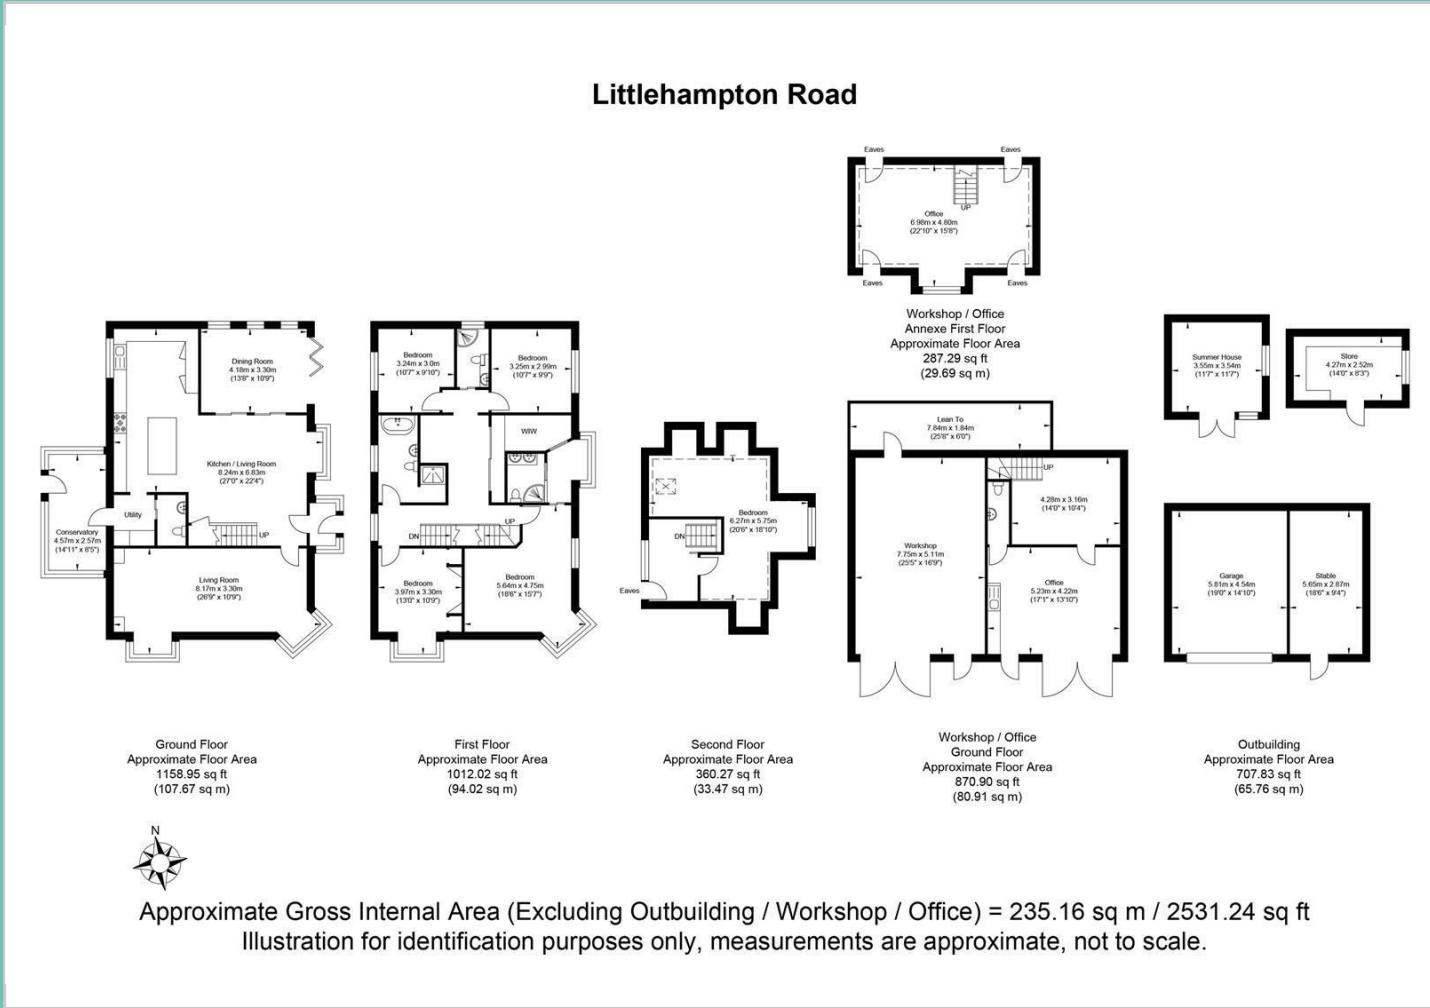 Littlehampton Road
Eaves
Eaves
Office
6.98m x 4.80m
(22'10" x 15'8")
UP
Eaves
Eaves
Workshop / Office
Annexe First Floor
Approximate Floor Area
287.29 sq ft
(29.69 sq m)
Dining Room
4.18m x 3.30m
(13'8" x 10'9")
Kitchen / Living Room
8.24m x 6.83m
(27'0" x 22'4")
Utility
Conservatory
4.57m x 2.57m
(14'11" x 8'5")
UP
Living Room
8.17m x 3.30m
(26'9" x 10'9")
Bedroom
3.24m x 3.0m
(10'7" x 9'10")
Bedroom
3.25m x 2.99m
(10'7" x 9'9")
WIW
UP
DN
Bedroom
3.97m x 3.30m
(13'0" x 10'9")
Bedroom
5.64m x 4.75m
(18'6" x 15'7")
Bedroom
6.27m x 5.75m
(20'6" x 18'10")
DN
Eaves
Lean To
7.84m x 1.84m
(25'8" x 6'0")
UP
4.28m x 3.16m
(14'0" x 10'4")
Workshop
7.75m x 5.11m
(25'5" x 16'9")
Office
5.23m x 4.22m
(17'1" x 13'10")
Summer House
3.55m x 3.54m
(11'7" x 11'7")
Store
4.27m x 2.52m
(14'0" x 8'3")
Garage
5.81m x 4.54m
(19'0" x 14'10")
Stable
5.65m x 2.87m
(18'6" x 9'4")
Ground Floor
Approximate Floor Area
1158.95 sq ft
(107.67 sq m)
First Floor
Approximate Floor Area
1012.02 sq ft
(94.02 sq m)
Second Floor
Approximate Floor Area
360.27 sq ft
(33.47 sq m)
Workshop / Office
Ground Floor
Approximate Floor Area
870.90 sq ft
(80.91 sq m)
Outbuilding
Approximate Floor Area
707.83 sq ft
(65.76 sq m)
N
Approximate Gross Internal Area (Excluding Outbuilding / Workshop / Office) = 235.16 sq m / 2531.24 sq ft
Illustration for identification purposes only, measurements are approximate, not to scale.